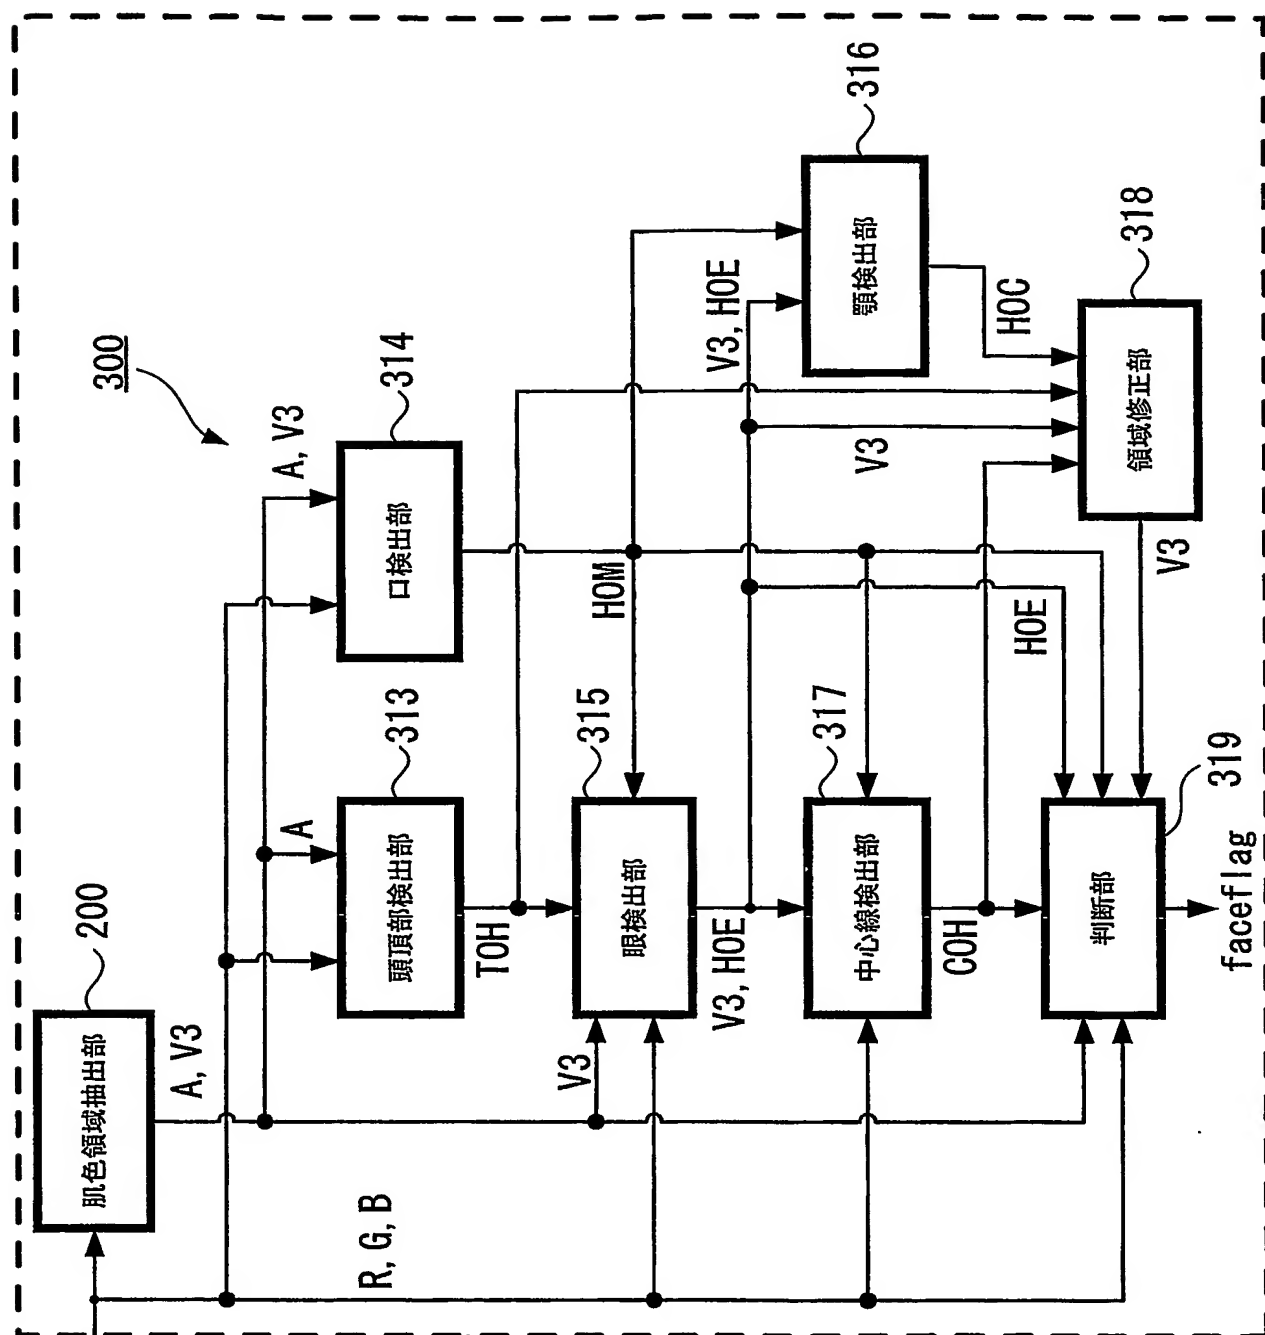 300
200
肌色領域抽出部
A, V3
R, G, B
A
A, V3
313
頭頂部検出部
314
口検出部
TOH
HOM
V3
315
眼検出部
V3, HOE
V3, HOE
316
顎検出部
317
中心線検出部
V3
HOC
COH
HOE
318
領域修正部
319
判断部
V3
faceflag